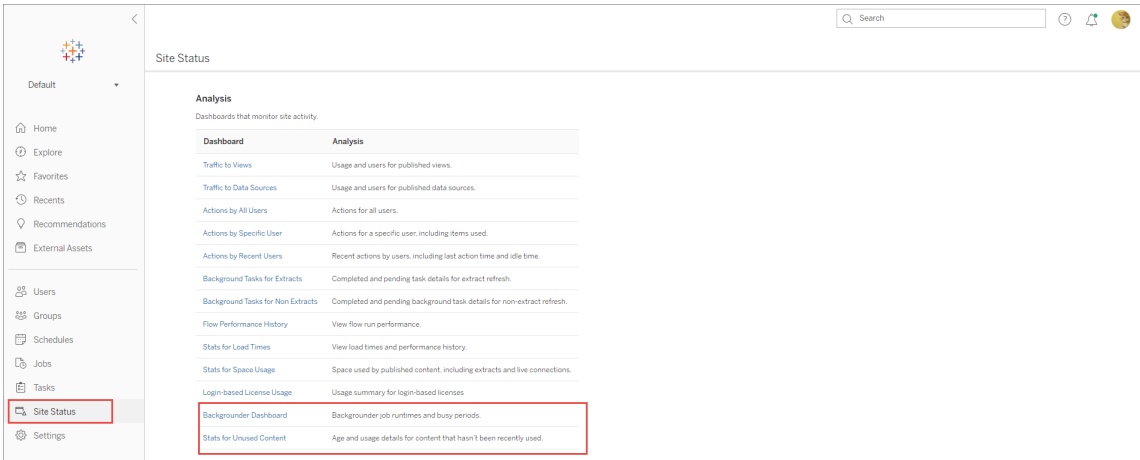 Search
Site Status
Default
Home
Explore
Favorites
Recents
Recommendations
External Assets
Users
Groups
Schedules
Jobs
Tasks
Site Status
Settings
Analysis
Dashboards that monitor site activity.
Dashboard Analysis
Traffic to Views Usage and users for published views.
Traffic to Data Sources Usage and users for published data sources.
Actions by All Users Actions for all users.
Actions by Specific User Actions for a specific user, including items used.
Actions by Recent Users Recent actions by users, including last action time and idle time.
Background Tasks for Extracts Completed and pending task details for extract refresh.
Background Tasks for Non Extracts Completed and pending background task details for non-extract refresh.
Flow Performance History View flow run performance.
Stats for Load Times View load times and performance history.
Stats for Space Usage Space used by published content, including extracts and live connections.
Login-based License Usage Usage summary for login-based licenses
Backgrounder Dashboard Backgrounder job runtimes and busy periods.
Stats for Unused Content Age and usage details for content that hasn't been recently used.